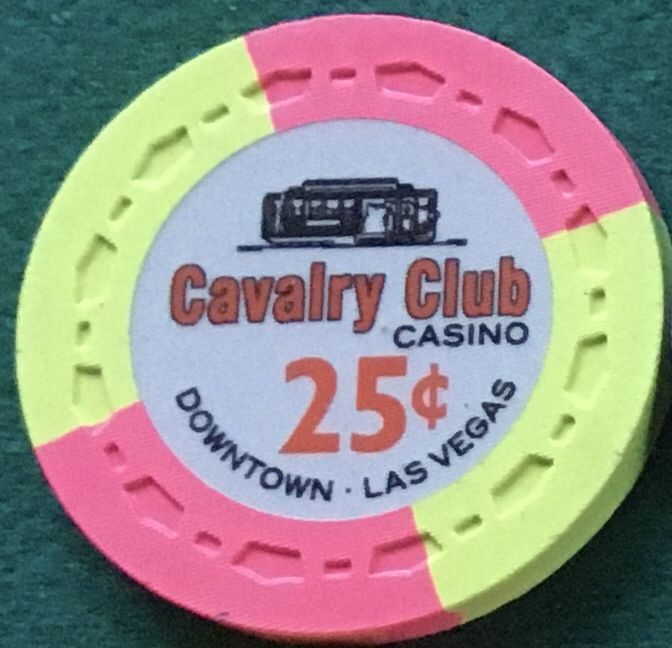 Cavalry Club
CASINO
25¢
DOWNTOWN · LAS VEGAS